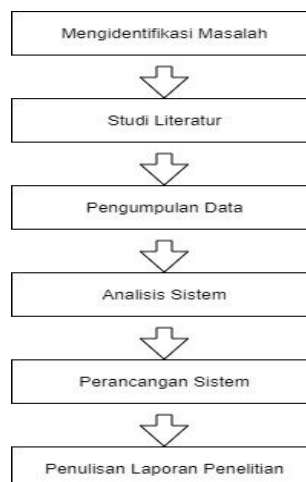 Mengidentifikasi Masalah
Studi Literatur
Pengumpulan Data
Analisis Sistem
Perancangan Sistem
Penulisan Laporan Penelitian